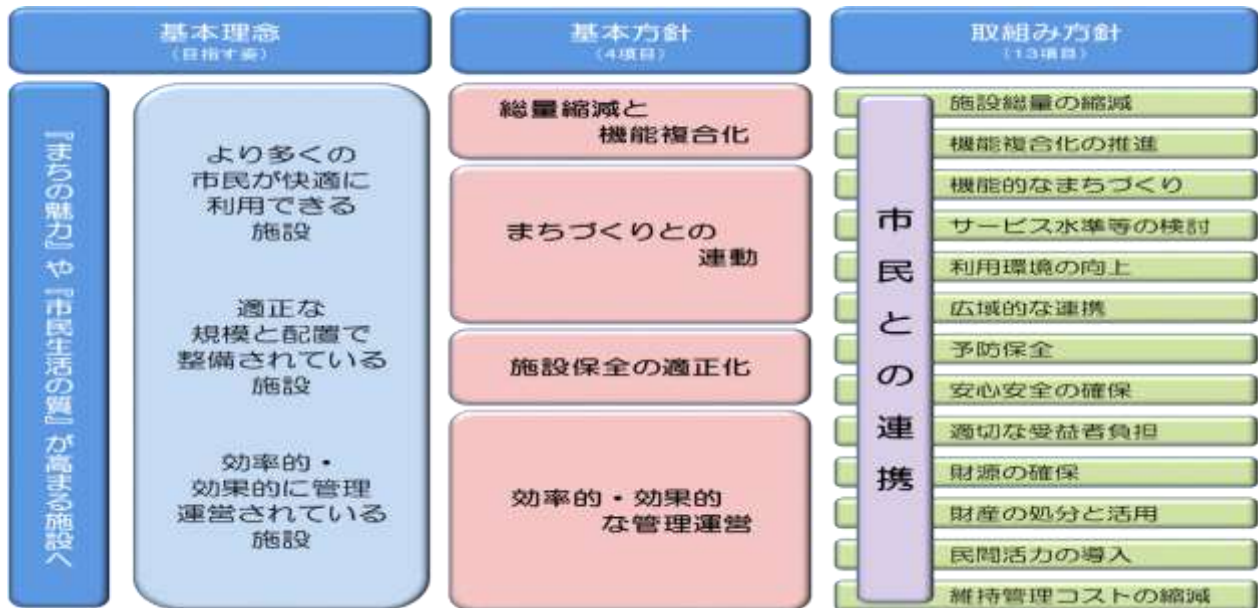 基本理念
（目指す姿）
『まちの魅力』や『市民生活の質』が高まる施設へ
より多くの
市民が快適に
利用できる
施設
適正な
規模と配置で
整備されている
施設
効率的・
効果的に管理
運営されている
施設
基本方針
（4項目）
総量縮減と
機能複合化
まちづくりとの
連動
施設保全の適正化
効率的・効果的
な管理運営
取組み方針
（13項目）
市民との連携
施設総量の縮減
機能複合化の推進
機能的なまちづくり
サービス水準等の検討
利用環境の向上
広域的な連携
予防保全
安心安全の確保
適切な受益者負担
財源の確保
財産の処分と活用
民間活力の導入
維持管理コストの縮減